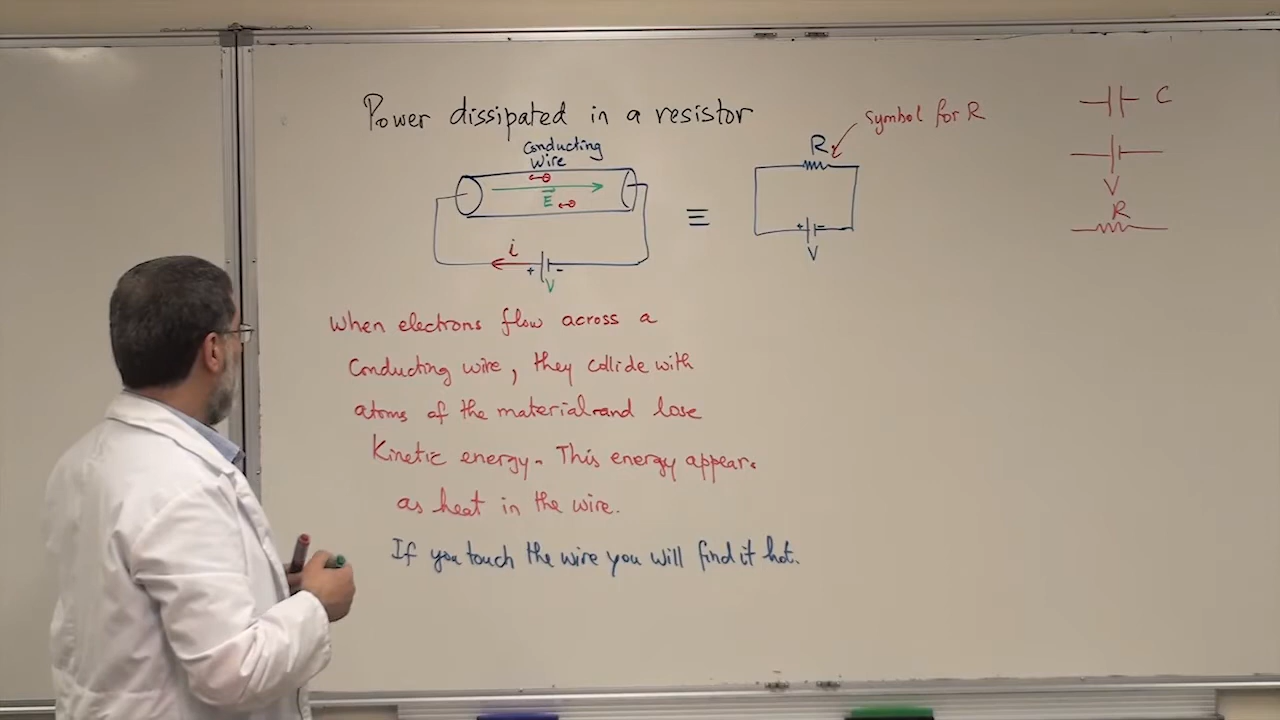 Power dissipated in a resistor
Conducting
wire
E
i
+ -
V
≡
R
+ -
V
Symbol for R
C
V
R
When electrons flow across a
Conducting wire, they collide with
atoms of the material and lose
Kinetic energy. This energy appears
as heat in the wire.
If you touch the wire you will find it hot.